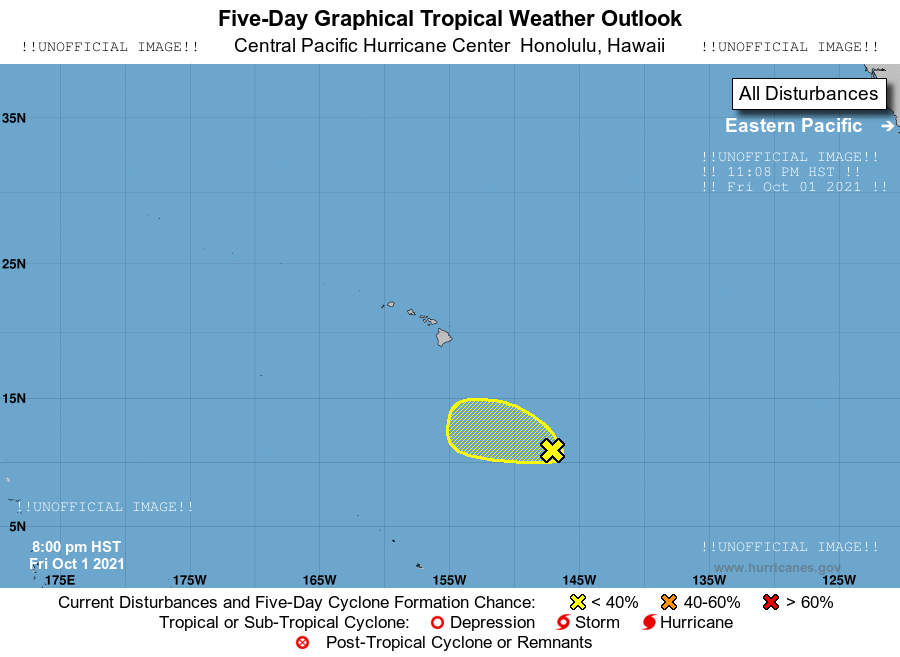 Five-Day Graphical Tropical Weather Outlook
!!UNOFFICIAL IMAGE!! Central Pacific Hurricane Center Honolulu, Hawaii !!UNOFFICIAL IMAGE!!
All Disturbances
35N
Eastern Pacific →
!!UNOFFICIAL IMAGE!!
!! 11:08 PM HST !!
!! Fri Oct 01 2021 !!
25N
15N
!!UNOFFICIAL IMAGE!!
5N
8:00 pm HST
Fri Oct 1 2021
!!UNOFFICIAL IMAGE!!
www.hurricanes.gov
175E 175W 165W 155W 145W 135W 125W
Current Disturbances and Five-Day Cyclone Formation Chance: < 40% 40-60% > 60%
Tropical or Sub-Tropical Cyclone: Depression Storm Hurricane
Post-Tropical Cyclone or Remnants